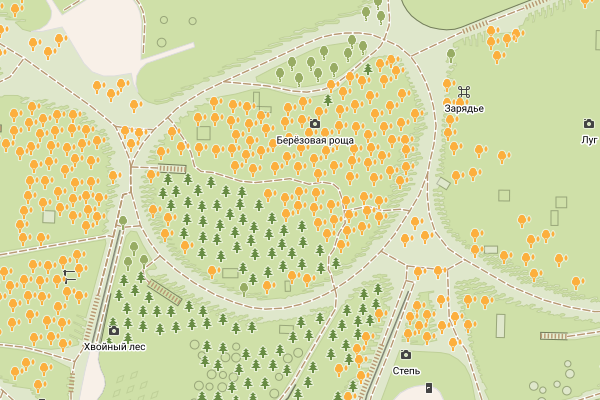 Зарядье
Берёзовая роща
Луг
Хвойный лес
Степь